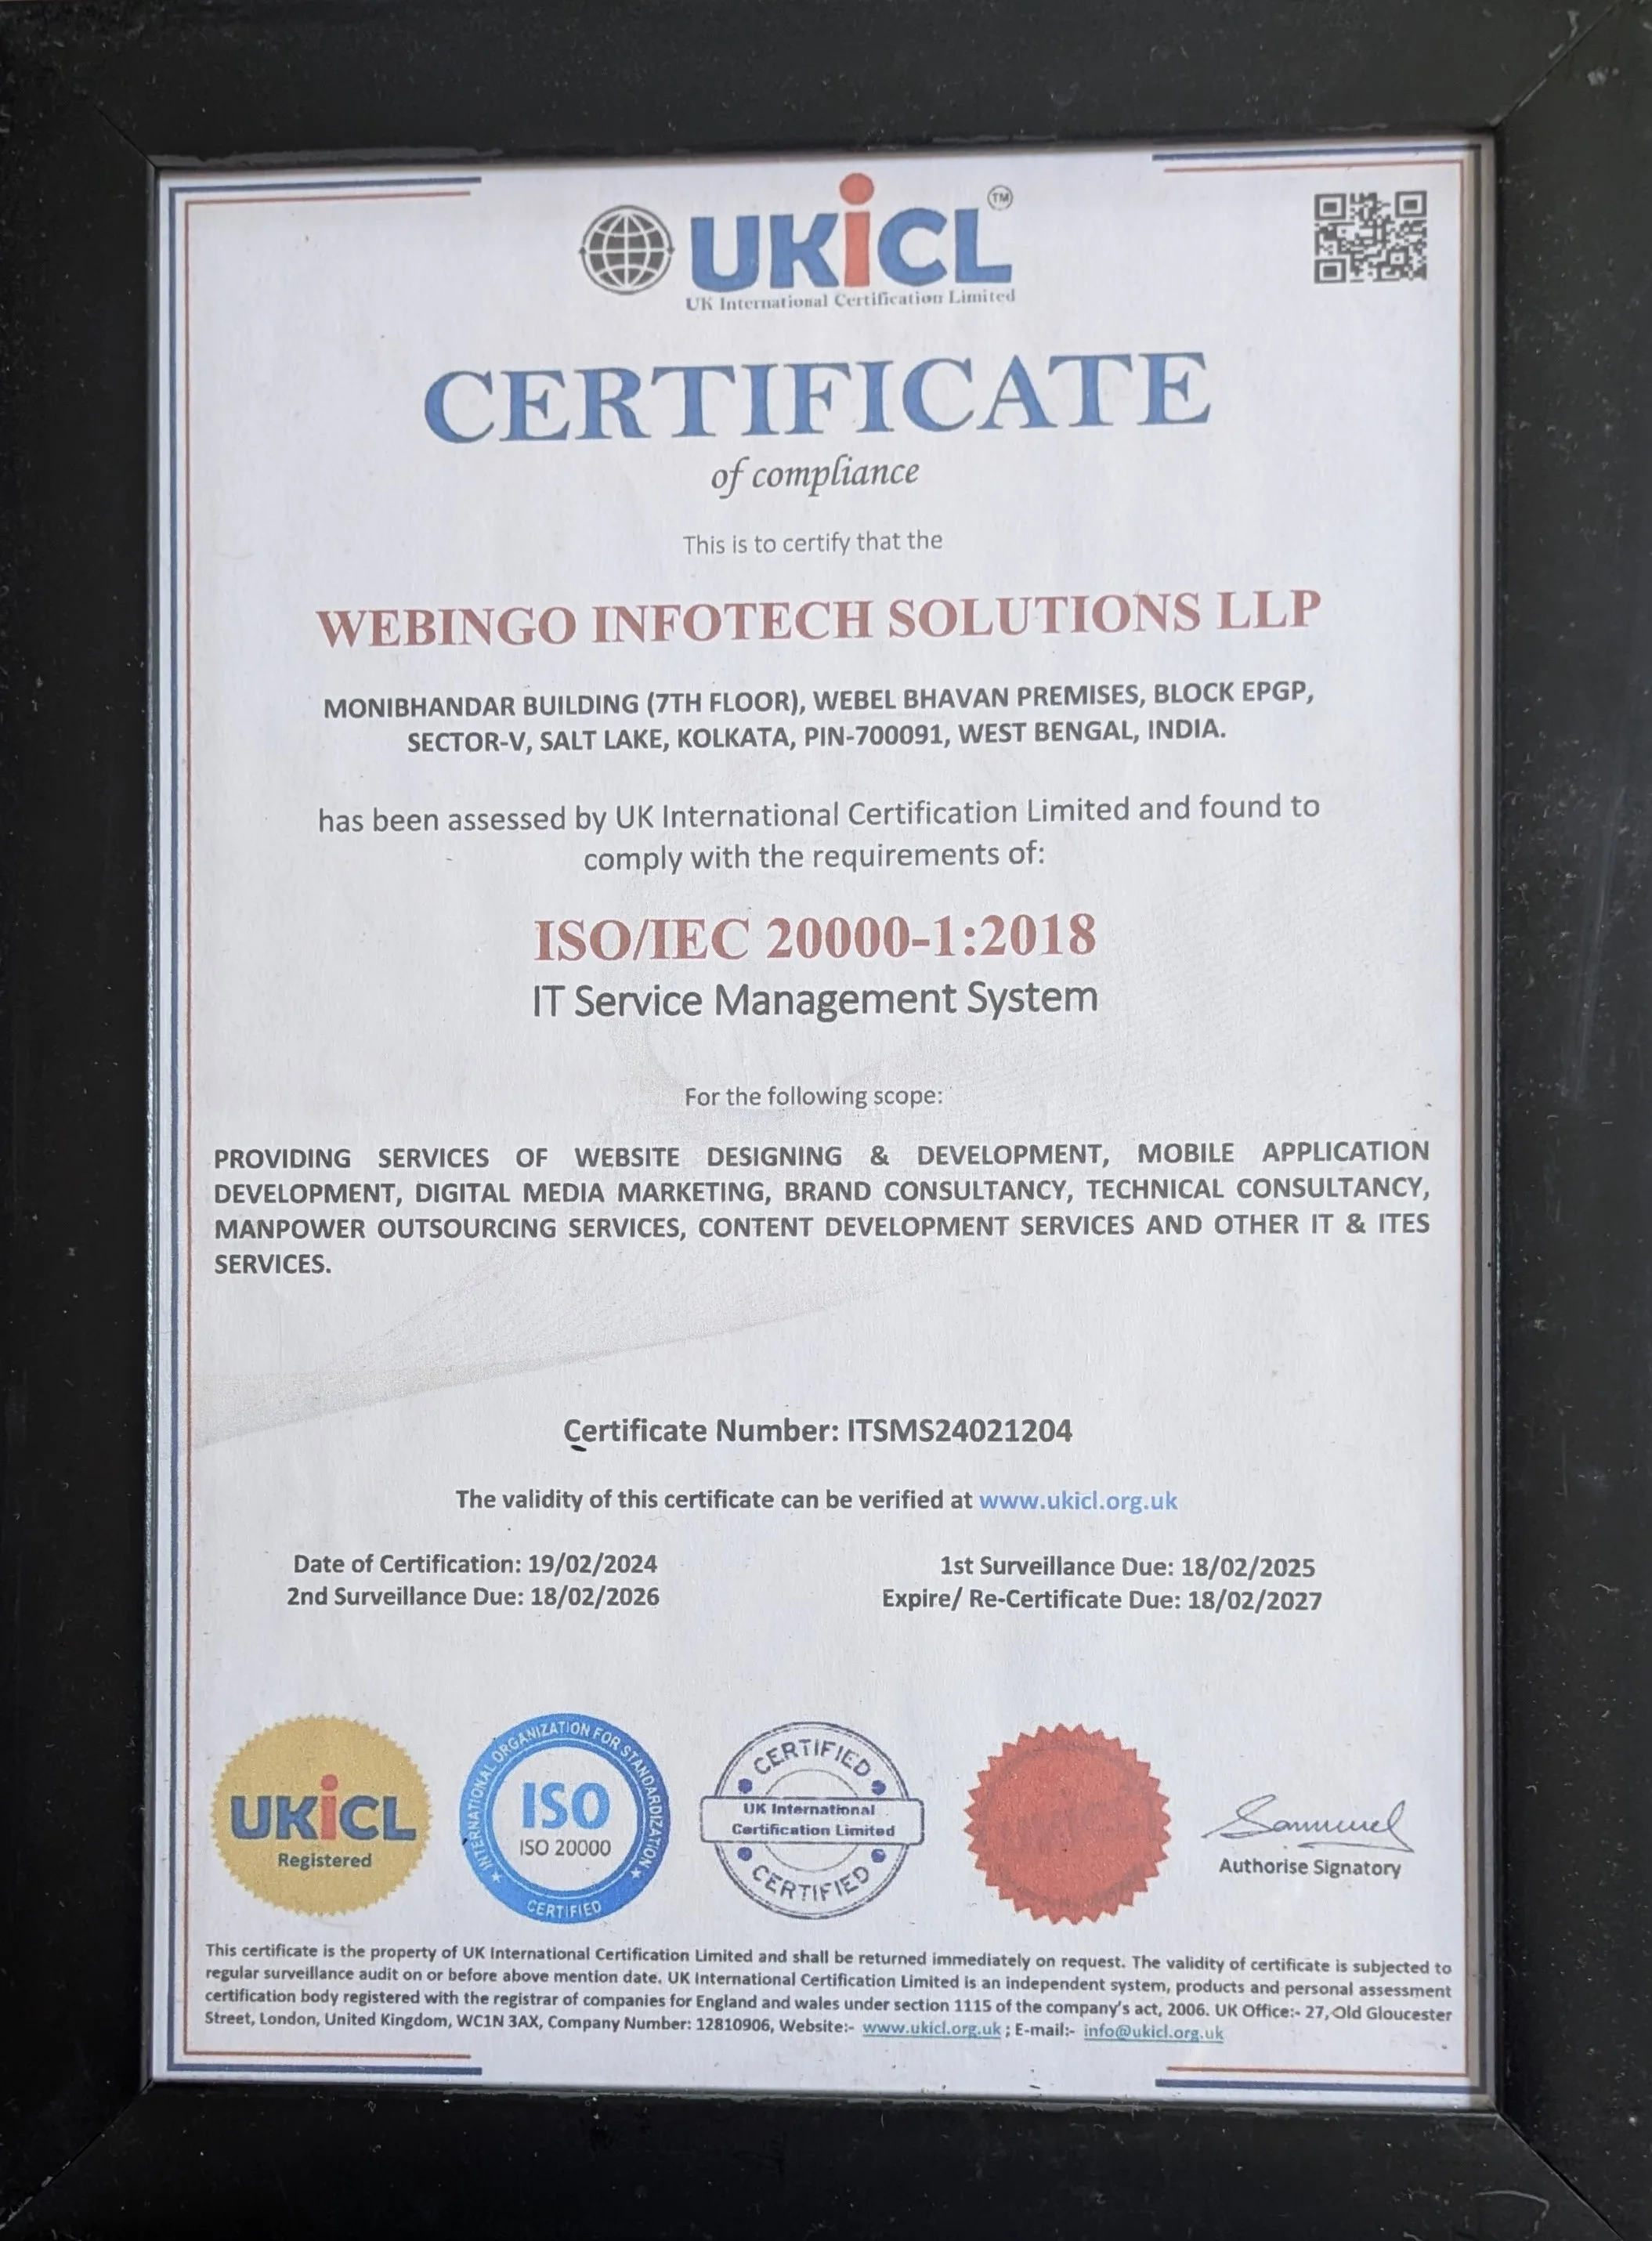 UKiCL TM
UK International Certification Limited
CERTIFICATE
of compliance
This is to certify that the
WEBINGO INFOTECH SOLUTIONS LLP
MONIBHANDAR BUILDING (7TH FLOOR), WEBEL BHAVAN PREMISES, BLOCK EPGP,
SECTOR-V, SALT LAKE, KOLKATA, PIN-700091, WEST BENGAL, INDIA.
has been assessed by UK International Certification Limited and found to
comply with the requirements of:
ISO/IEC 20000-1:2018
IT Service Management System
For the following scope:
PROVIDING SERVICES OF WEBSITE DESIGNING & DEVELOPMENT, MOBILE APPLICATION
DEVELOPMENT, DIGITAL MEDIA MARKETING, BRAND CONSULTANCY, TECHNICAL CONSULTANCY,
MANPOWER OUTSOURCING SERVICES, CONTENT DEVELOPMENT SERVICES AND OTHER IT & ITES
SERVICES.
Certificate Number: ITSMS24021204
The validity of this certificate can be verified at www.ukicl.org.uk
Date of Certification: 19/02/2024 1st Surveillance Due: 18/02/2025
2nd Surveillance Due: 18/02/2026 Expire/ Re-Certificate Due: 18/02/2027
UKiCL
Registered
INTERNATIONAL ORGANIZATION FOR STANDARDIZATION
ISO
ISO 20000
CERTIFIED
CERTIFIED
UK International
Certification Limited
CERTIFIED
Samuel
Authorise Signatory
This certificate is the property of UK International Certification Limited and shall be returned immediately on request. The validity of certificate is subjected to
regular surveillance audit on or before above mention date. UK International Certification Limited is an independent system, products and personal assessment
certification body registered with the registrar of companies for England and wales under section 1115 of the company's act, 2006. UK Office:- 27, Old Gloucester
Street, London, United Kingdom, WC1N 3AX, Company Number: 12810906, Website:- www.ukicl.org.uk ; E-mail:- info@ukicl.org.uk